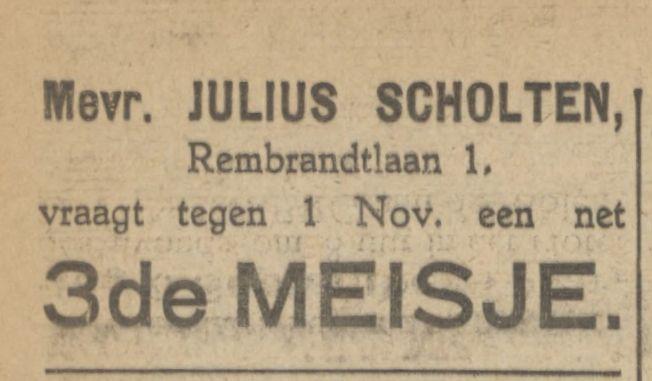 Mevr. JULIUS SCHOLTEN,
Rembrandtlaan 1.
vraagt tegen 1 Nov. een net
3de MEISJE.